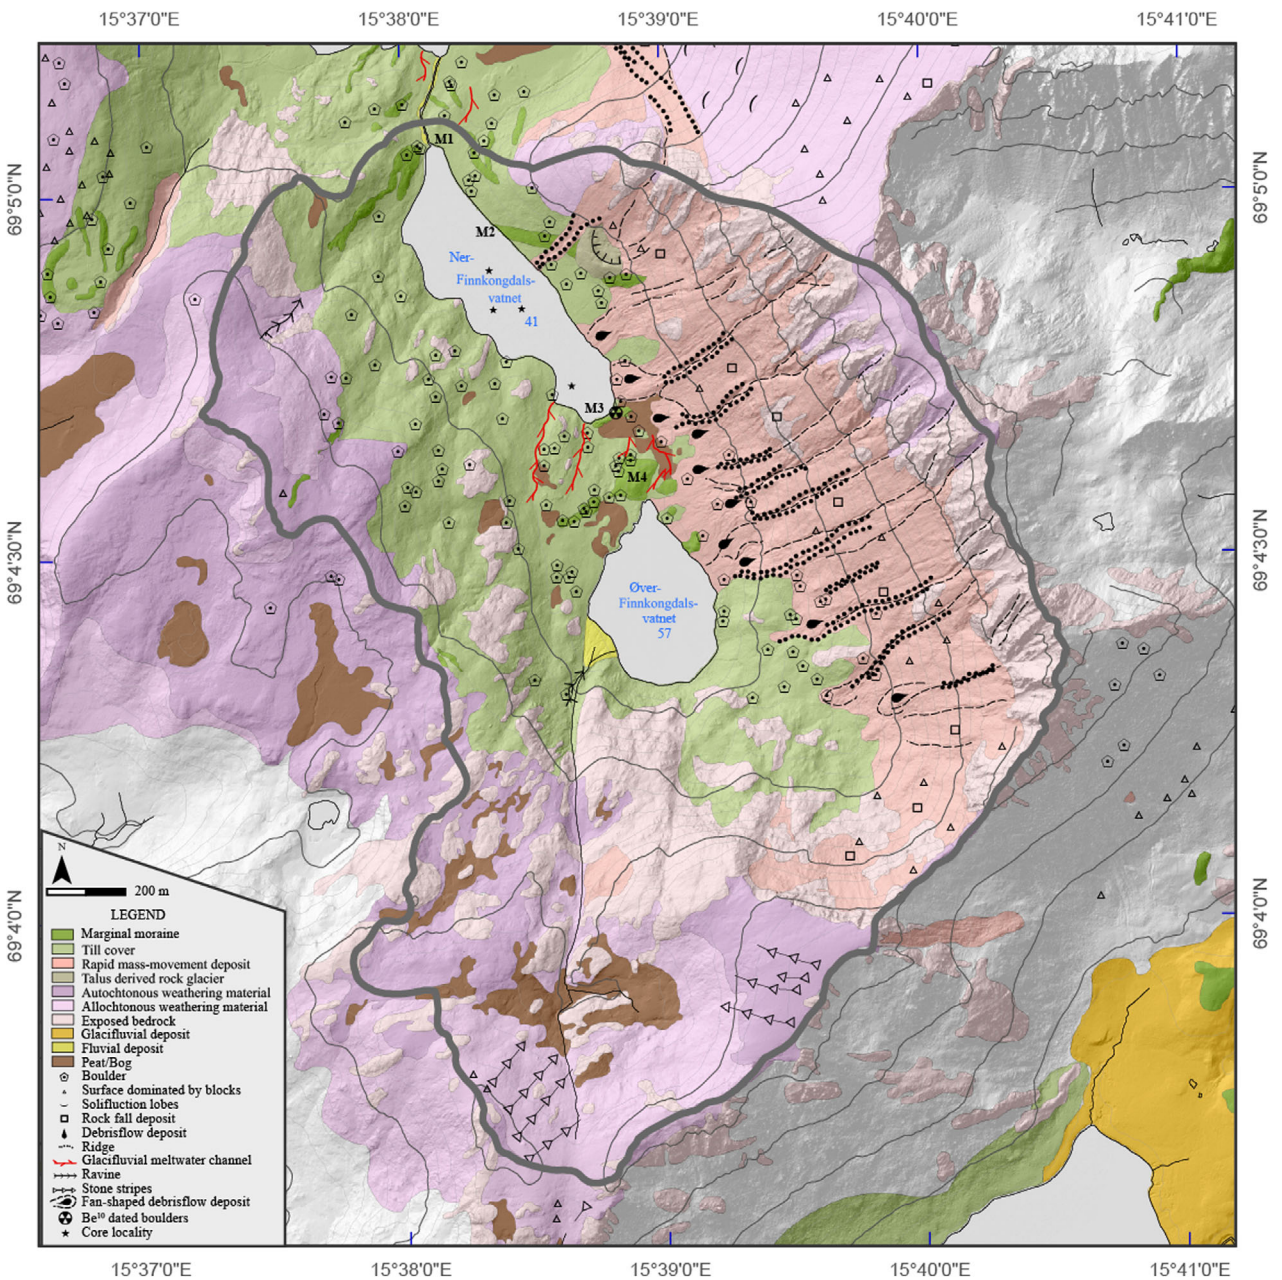 15°37'0"E
15°38'0"E
15°39'0"E
15°40'0"E
15°41'0"E
69°5'0"N
69°5'0"N
M1
M2
Ner-
Finnkongdals-
vatnet
41
M3
M4
69°4'30"N
69°4'30"N
Øver-
Finnkongdals-
vatnet
57
69°4'0"N
69°4'0"N
N
200 m
LEGEND
Marginal moraine
Till cover
Rapid mass-movement deposit
Talus derived rock glacier
Autochtonous weathering material
Allochtonous weathering material
Exposed bedrock
Glacifluvial deposit
Fluvial deposit
Peat/Bog
Boulder
Surface dominated by blocks
Solifluction lobes
Rock fall deposit
Debrisflow deposit
Ridge
Glacifluvial meltwater channel
Ravine
Stone stripes
Fan-shaped debrisflow deposit
Be¹⁰ dated boulders
Core locality
15°37'0"E
15°38'0"E
15°39'0"E
15°40'0"E
15°41'0"E